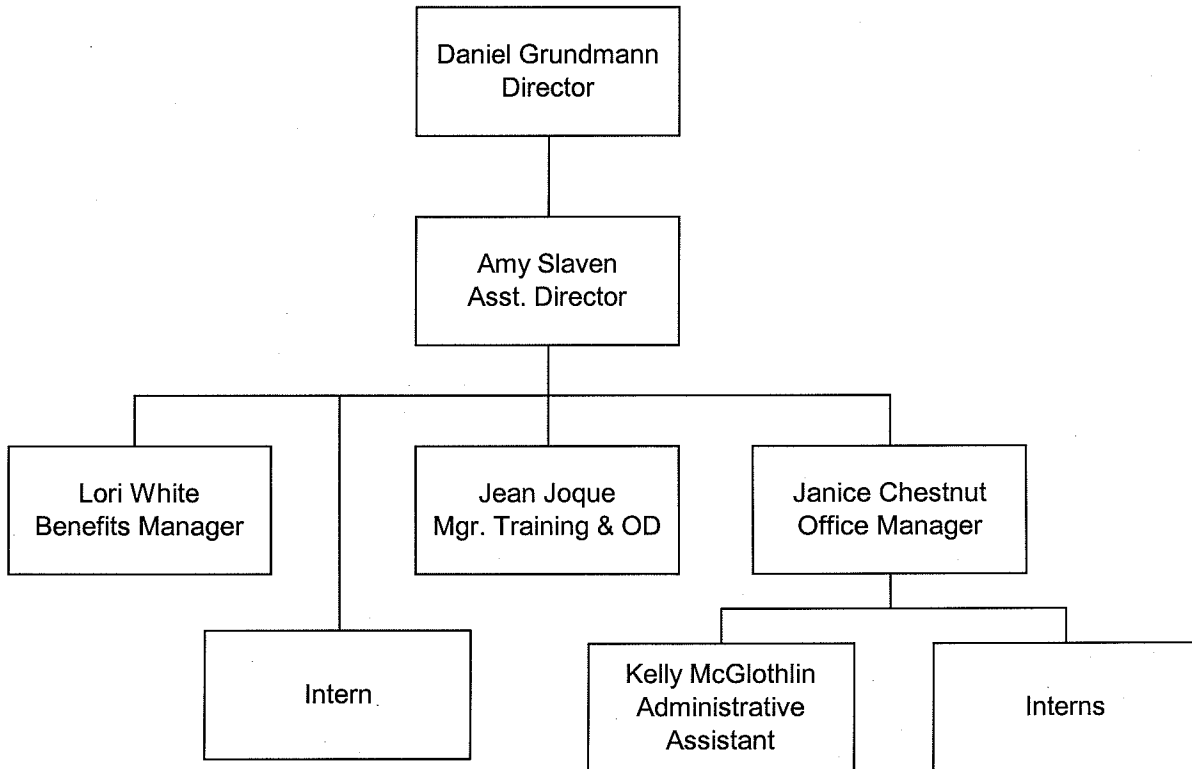 Daniel Grundmann
Director
Amy Slaven
Asst. Director
Lori White
Benefits Manager
Jean Joque
Mgr. Training & OD
Janice Chestnut
Office Manager
Intern
Kelly McGlothlin
Administrative
Assistant
Interns